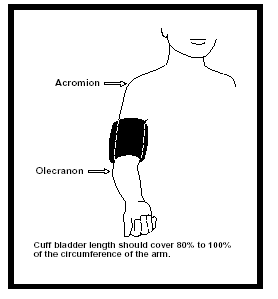 Acromion
Olecranon
Cuff bladder length should cover 80% to 100%
of the circumference of the arm.